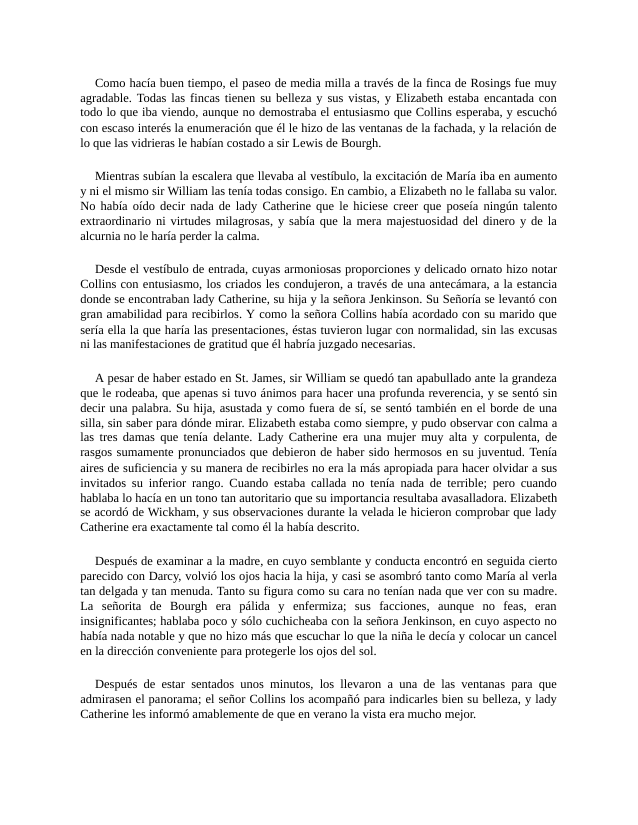 Como hacía buen tiempo, el paseo de media milla a través de la finca de Rosings fue muy
agradable. Todas las fincas tienen su belleza y sus vistas, y Elizabeth estaba encantada con
todo lo que iba viendo, aunque no demostraba el entusiasmo que Collins esperaba, y escuchó
con escaso interés la enumeración que él le hizo de las ventanas de la fachada, y la relación de
lo que las vidrieras le habían costado a sir Lewis de Bourgh.
Mientras subían la escalera que llevaba al vestíbulo, la excitación de María iba en aumento
y ni el mismo sir William las tenía todas consigo. En cambio, a Elizabeth no le fallaba su valor.
No había oído decir nada de lady Catherine que le hiciese creer que poseía ningún talento
extraordinario ni virtudes milagrosas, y sabía que la mera majestuosidad del dinero y de la
alcurnia no le haría perder la calma.
Desde el vestíbulo de entrada, cuyas armoniosas proporciones y delicado ornato hizo notar
Collins con entusiasmo, los criados les condujeron, a través de una antecámara, a la estancia
donde se encontraban lady Catherine, su hija y la señora Jenkinson. Su Señoría se levantó con
gran amabilidad para recibirlos. Y como la señora Collins había acordado con su marido que
sería ella la que haría las presentaciones, éstas tuvieron lugar con normalidad, sin las excusas
ni las manifestaciones de gratitud que él habría juzgado necesarias.
A pesar de haber estado en St. James, sir William se quedó tan apabullado ante la grandeza
que le rodeaba, que apenas si tuvo ánimos para hacer una profunda reverencia, y se sentó sin
decir una palabra. Su hija, asustada y como fuera de sí, se sentó también en el borde de una
silla, sin saber para dónde mirar. Elizabeth estaba como siempre, y pudo observar con calma a
las tres damas que tenía delante. Lady Catherine era una mujer muy alta y corpulenta, de
rasgos sumamente pronunciados que debieron de haber sido hermosos en su juventud. Tenía
aires de suficiencia y su manera de recibirles no era la más apropiada para hacer olvidar a sus
invitados su inferior rango. Cuando estaba callada no tenía nada de terrible; pero cuando
hablaba lo hacía en un tono tan autoritario que su importancia resultaba avasalladora. Elizabeth
se acordó de Wickham, y sus observaciones durante la velada le hicieron comprobar que lady
Catherine era exactamente tal como él la había descrito.
Después de examinar a la madre, en cuyo semblante y conducta encontró en seguida cierto
parecido con Darcy, volvió los ojos hacia la hija, y casi se asombró tanto como María al verla
tan delgada y tan menuda. Tanto su figura como su cara no tenían nada que ver con su madre.
La señorita de Bourgh era pálida y enfermiza; sus facciones, aunque no feas, eran
insignificantes; hablaba poco y sólo cuchicheaba con la señora Jenkinson, en cuyo aspecto no
había nada notable y que no hizo más que escuchar lo que la niña le decía y colocar un cancel
en la dirección conveniente para protegerle los ojos del sol.
Después de estar sentados unos minutos, los llevaron a una de las ventanas para que
admirasen el panorama; el señor Collins los acompañó para indicarles bien su belleza, y lady
Catherine les informó amablemente de que en verano la vista era mucho mejor.